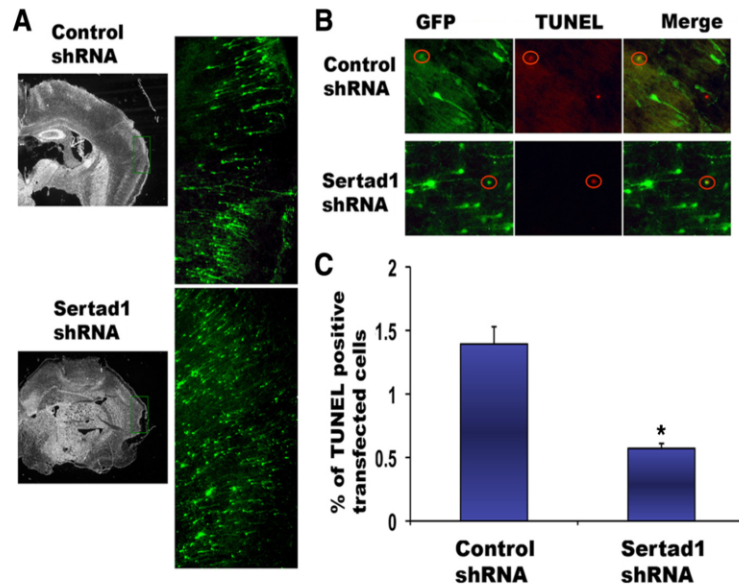 A
Control
shRNA
Sertad1
shRNA
B
GFP TUNEL Merge
Control
shRNA
Sertad1
shRNA
C
% of TUNEL positive
transfected cells
2
1.5
1
0.5
0
*
Control
shRNA
Sertad1
shRNA